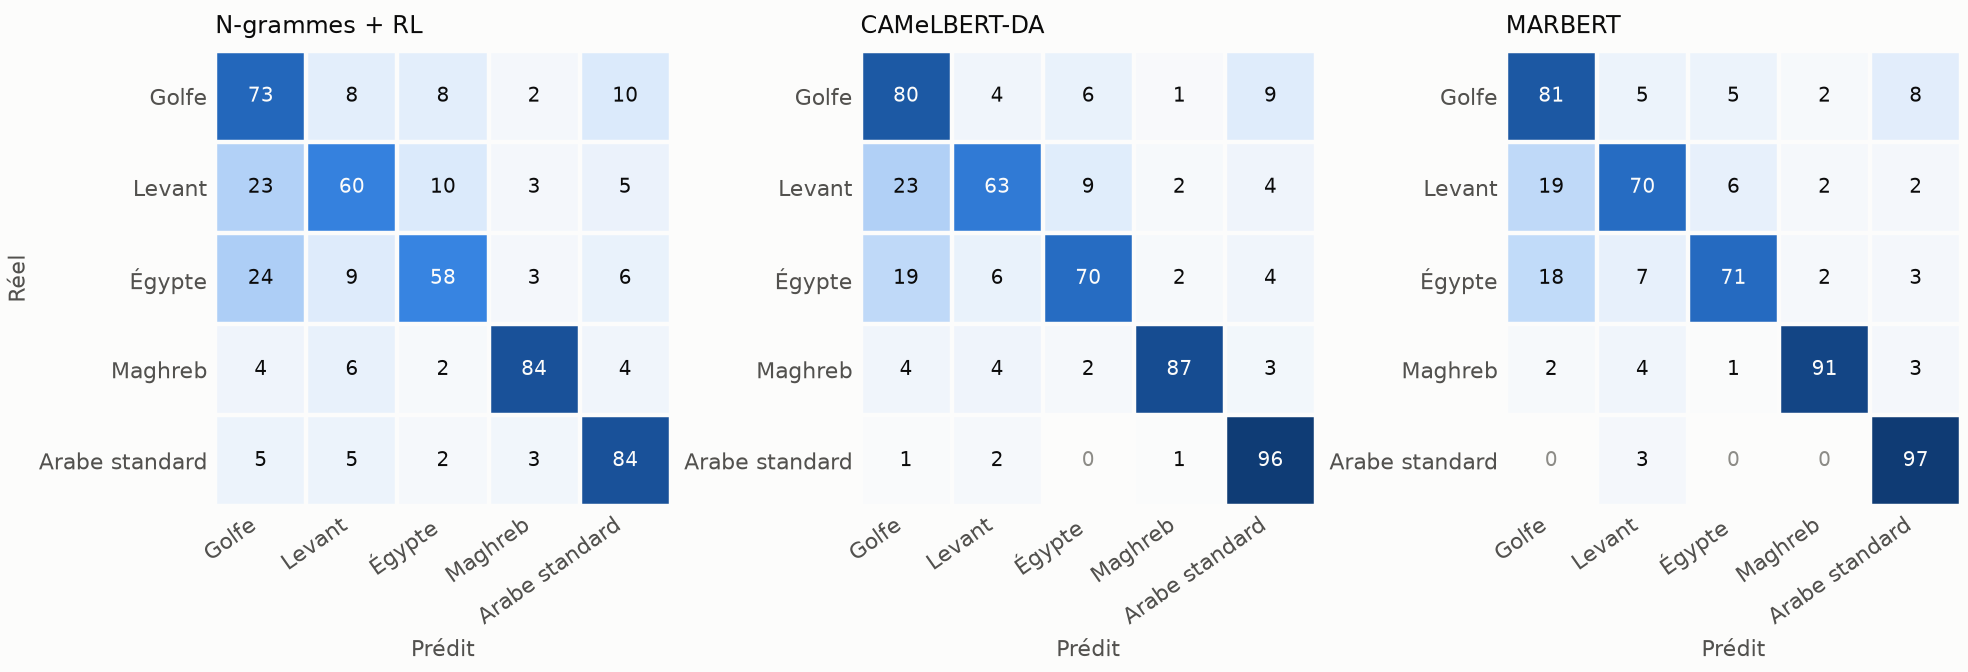 N-grammes + RL
Réel
Golfe 73 8 8 2 10
Levant 23 60 10 3 5
Égypte 24 9 58 3 6
Maghreb 4 6 2 84 4
Arabe standard 5 5 2 3 84
Golfe Levant Égypte Maghreb Arabe standard
Prédit
CAMeLBERT-DA
Golfe 80 4 6 1 9
Levant 23 63 9 2 4
Égypte 19 6 70 2 4
Maghreb 4 4 2 87 3
Arabe standard 1 2 0 1 96
Golfe Levant Égypte Maghreb Arabe standard
Prédit
MARBERT
Golfe 81 5 5 2 8
Levant 19 70 6 2 2
Égypte 18 7 71 2 3
Maghreb 2 4 1 91 3
Arabe standard 0 3 0 0 97
Golfe Levant Égypte Maghreb Arabe standard
Prédit